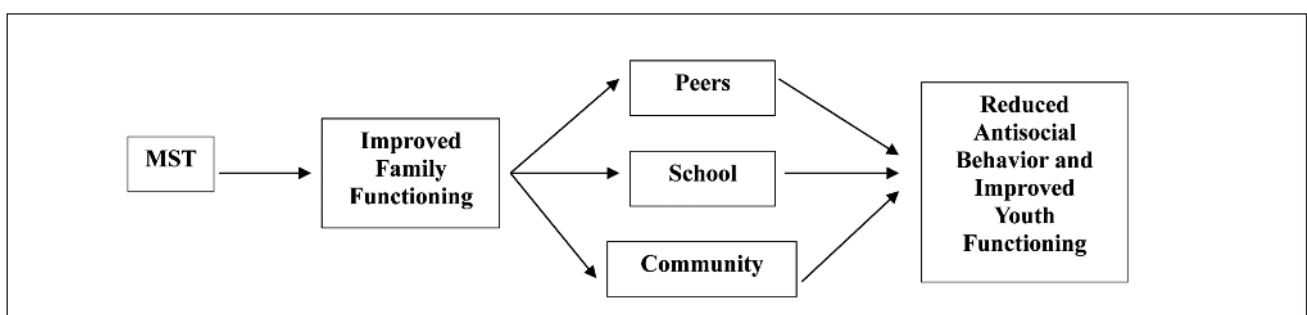 MST
Improved
Family
Functioning
Peers
School
Community
Reduced
Antisocial
Behavior and
Improved
Youth
Functioning